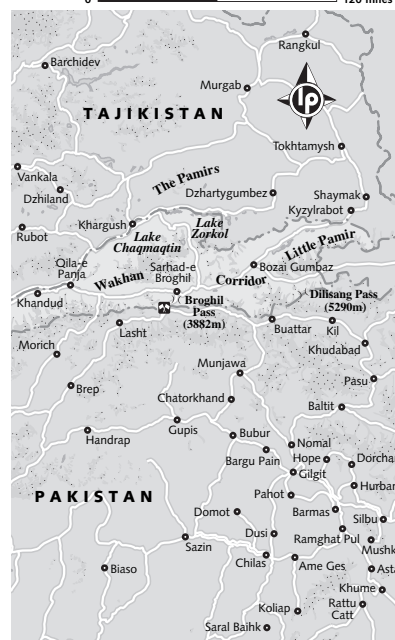 0
120 miles
Rangkul
Barchidev
Murgab
lp
TAJIKISTAN
Tokhtamysh
Vankala
The Pamirs
Dzhiland
Dzhartygumbez
Shaymak
Kyzylrabot
Khargush
Lake
Zorkol
Lake
Chaqmaqtin
Rubot
Little Pamir
Qila-e
Panja
Sarhad-e
Broghil
Bozai Gumbaz
Wakhan
Corridor
Khandud
Broghil
Pass
(3882m)
Dilisang Pass
(5290m)
Lasht
Buattar
Kil
Morich
Khudabad
Munjawa
Pasu
Brep
Chatorkhand
Baltit
Gupis
Handrap
Bubur
Nomal
Bargu Pain
Hope
Dorcha
Gilgit
PAKISTAN
Pahot
Hurban
Domot
Barmas
Silbu
Sazin
Dusi
Ramghat Pul
Mushk
Biaso
Chilas
Ame Ges
Asta
Khume
Koliap
Rattu
Catt
Saral Baihk